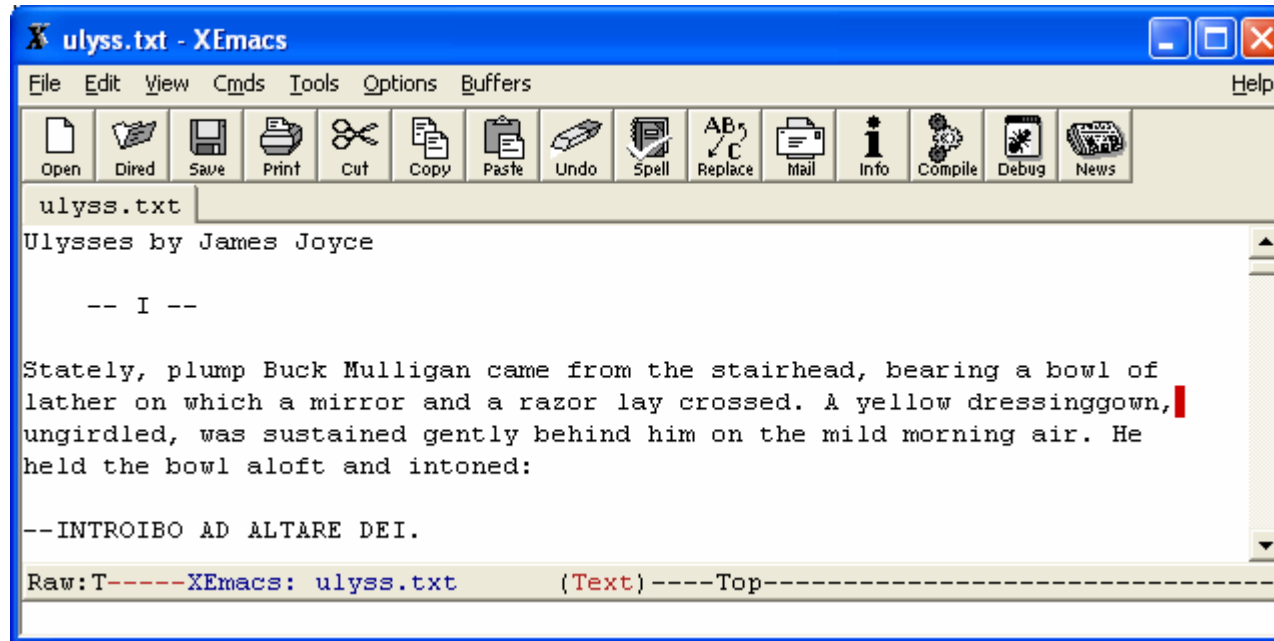 ulyss.txt - XEmacs
File Edit View Cmds Tools Options Buffers Help
Open Dired Save Print Cut Copy Paste Undo Spell Replace Mail Info Compile Debug News
ulyss.txt
Ulysses by James Joyce
-- I --
Stately, plump Buck Mulligan came from the stairhead, bearing a bowl of
lather on which a mirror and a razor lay crossed. A yellow dressinggown,
ungirdled, was sustained gently behind him on the mild morning air. He
held the bowl aloft and intoned:
--INTROIBO AD ALTARE DEI.
Raw:T-----XEmacs: ulyss.txt (Text)----Top----------------------------------